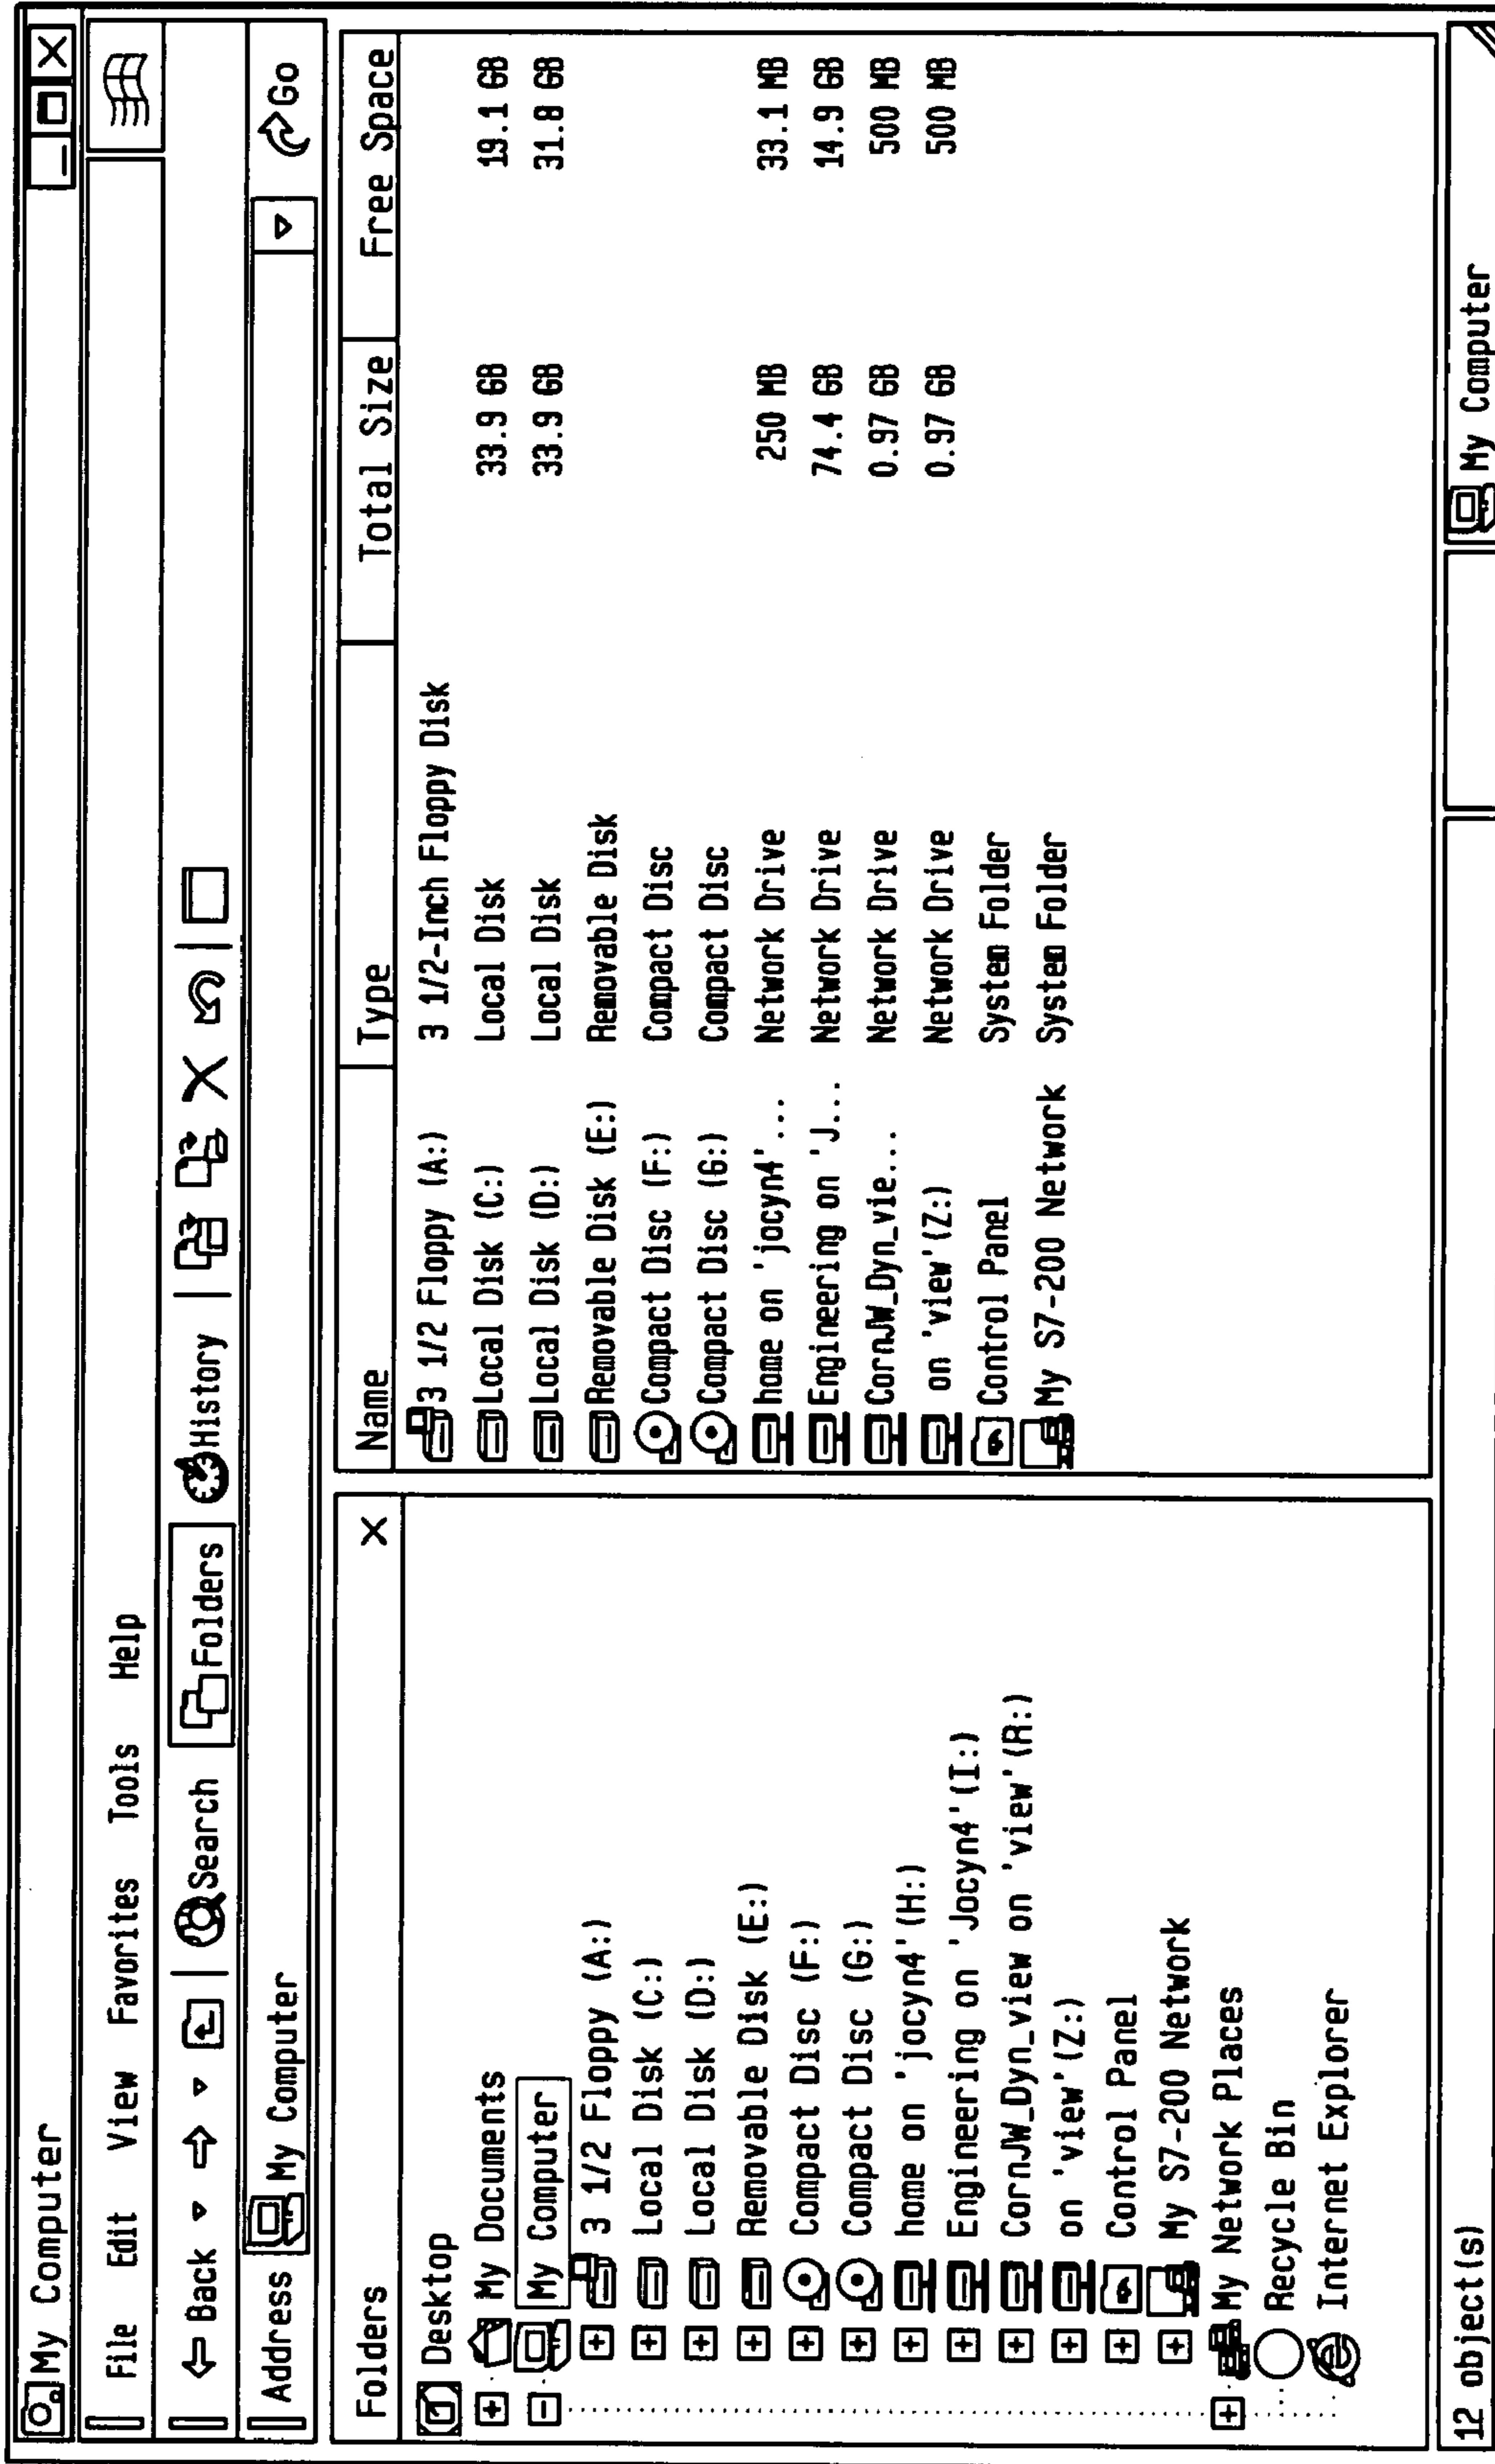 My Computer
File Edit View Favorites Tools Help
Back Search Folders History
Address My Computer Go
Folders
Desktop
My Documents
My Computer
3 1/2 Floppy (A:)
Local Disk (C:)
Local Disk (D:)
Removable Disk (E:)
Compact Disc (F:)
Compact Disc (G:)
home on 'jocyn4'(H:)
Engineering on 'Jocyn4'(I:)
CornJW_Dyn_view on 'view'(R:)
on 'view'(Z:)
Control Panel
My S7-200 Network
My Network Places
Recycle Bin
Internet Explorer
Name Type Total Size Free Space
3 1/2 Floppy (A:) 3 1/2-Inch Floppy Disk
Local Disk (C:) Local Disk 33.9 GB 19.1 GB
Local Disk (D:) Local Disk 33.9 GB 31.8 GB
Removable Disk (E:) Removable Disk
Compact Disc (F:) Compact Disc
Compact Disc (G:) Compact Disc
home on 'jocyn4'... Network Drive 250 MB 33.1 MB
Engineering on 'J... Network Drive 74.4 GB 14.9 GB
CornJW_Dyn_vie... Network Drive 0.97 GB 500 MB
on 'view'(Z:) Network Drive 0.97 GB 500 MB
Control Panel System Folder
My S7-200 Network System Folder
12 object(s) My Computer